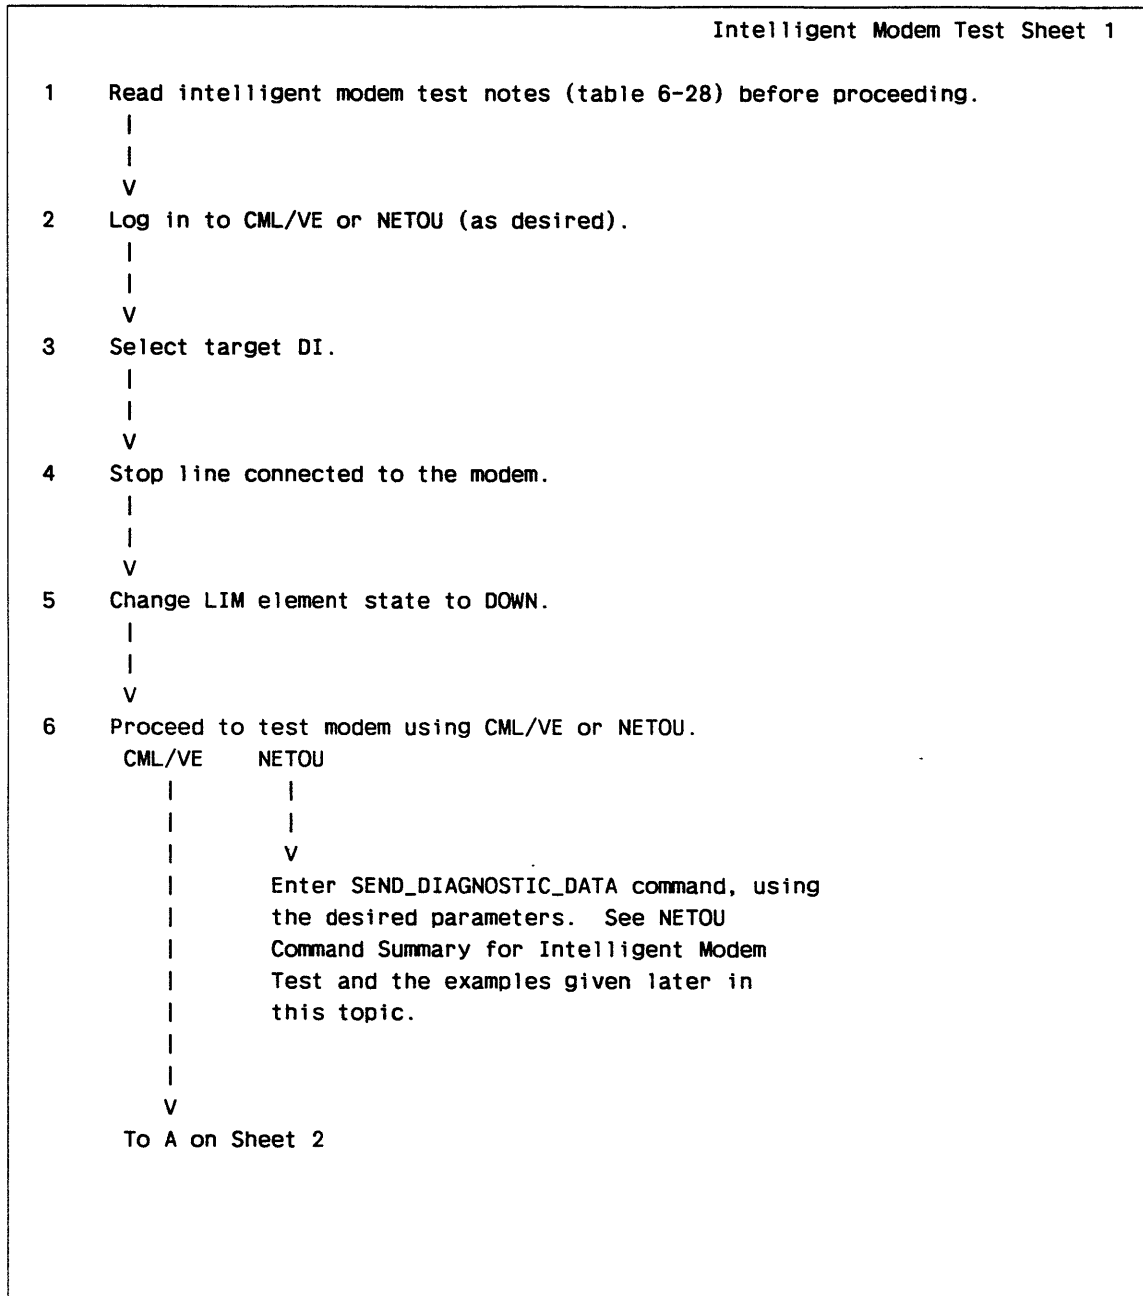 Intelligent Modem Test Sheet 1
1 Read intelligent modem test notes (table 6-28) before proceeding.
|
|
V
2 Log in to CML/VE or NETOU (as desired).
|
|
V
3 Select target DI.
|
|
V
4 Stop line connected to the modem.
|
|
V
5 Change LIM element state to DOWN.
|
|
V
6 Proceed to test modem using CML/VE or NETOU.
CML/VE NETOU
| |
| |
| V
| Enter SEND_DIAGNOSTIC_DATA command, using
| the desired parameters. See NETOU
| Command Summary for Intelligent Modem
| Test and the examples given later in
| this topic.
|
|
V
To A on Sheet 2